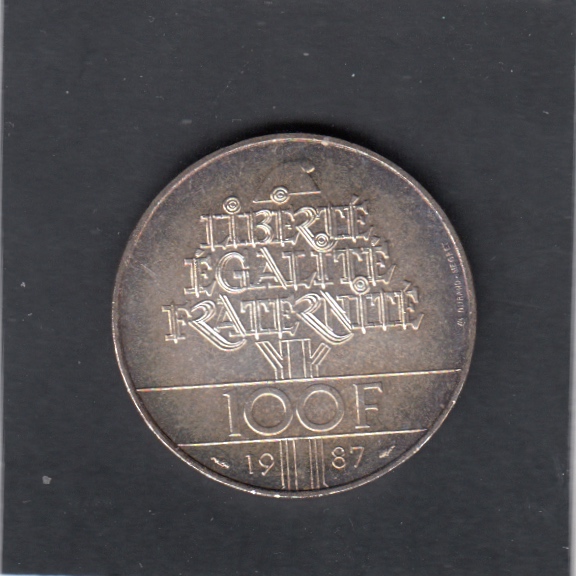 LIBERTÉ
ÉGALITÉ
FRATERNITÉ
100F
1987